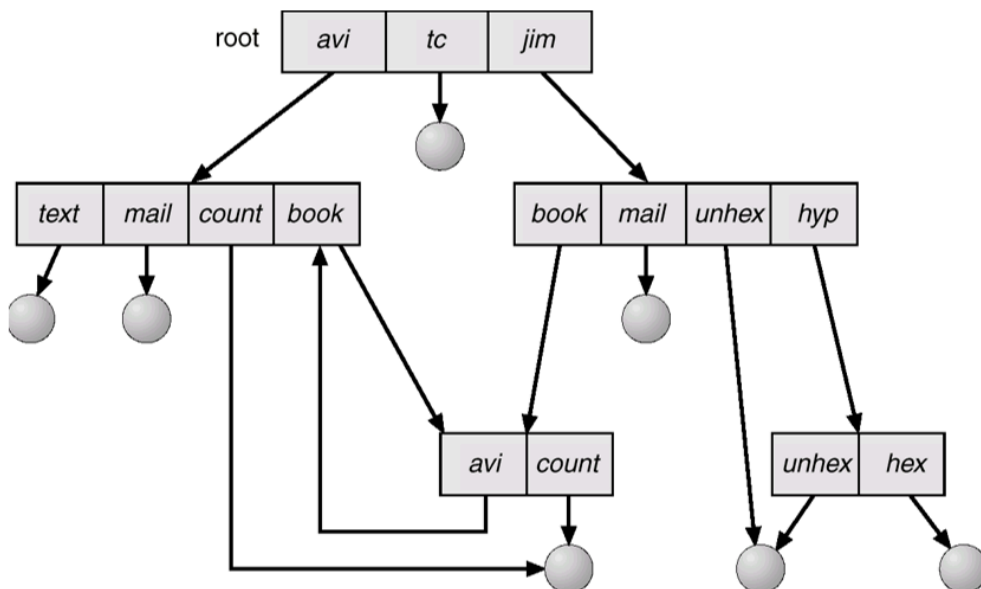 root avi tc jim
text mail count book
book mail unhex hyp
avi count
unhex hex